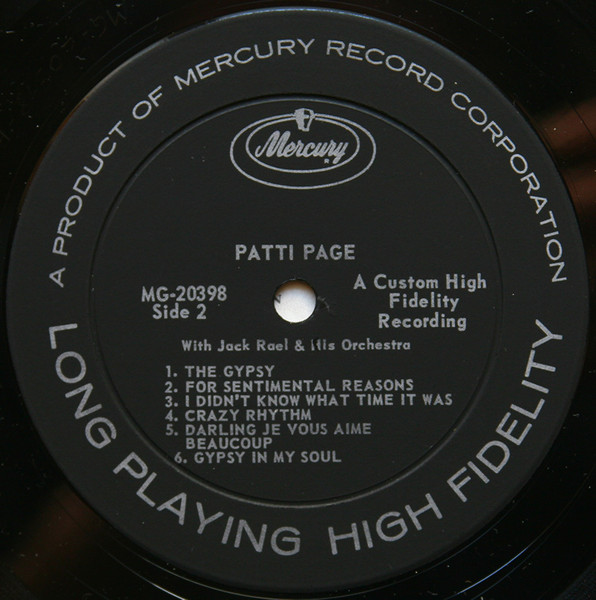 A PRODUCT OF MERCURY RECORD CORPORATION
Mercury
R
PATTI PAGE
MG-20398
Side 2
A Custom High
Fidelity
Recording
With Jack Rael & His Orchestra
1. THE GYPSY
2. FOR SENTIMENTAL REASONS
3. I DIDN'T KNOW WHAT TIME IT WAS
4. CRAZY RHYTHM
5. DARLING JE VOUS AIME
BEAUCOUP
6. GYPSY IN MY SOUL
LONG PLAYING HIGH FIDELITY